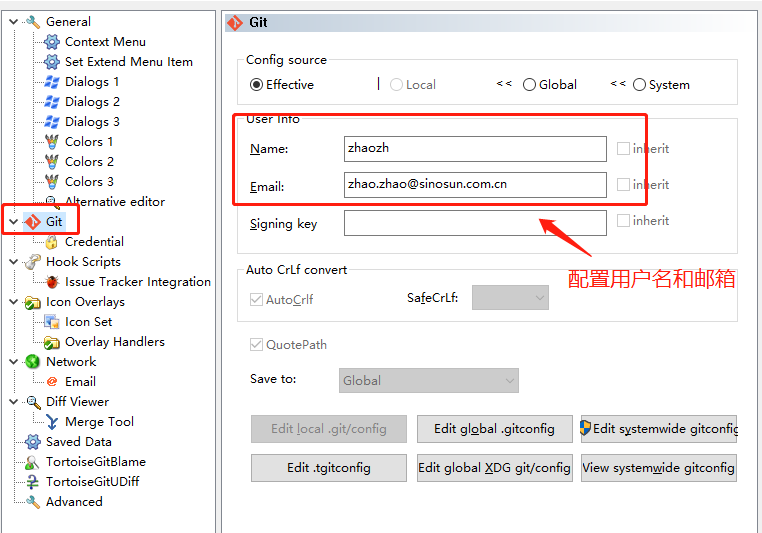 General
Context Menu
Set Extend Menu Item
Dialogs 1
Dialogs 2
Dialogs 3
Colors 1
Colors 2
Colors 3
Alternative editor
Git
Credential
Hook Scripts
Issue Tracker Integration
Icon Overlays
Icon Set
Overlay Handlers
Network
Email
Diff Viewer
Merge Tool
Saved Data
TortoiseGitBlame
TortoiseGitUDiff
Advanced
Git
Config source
Effective | Local << Global << System
User Info
Name: zhaozh inherit
Email: zhao.zhao@sinosun.com.cn inherit
Signing key inherit
配置用户名和邮箱
Auto CrLf convert
AutoCrlf SafeCrLf:
QuotePath
Save to: Global
Edit local .git/config Edit global .gitconfig Edit systemwide gitconfig
Edit .tgitconfig Edit global XDG git/config View systemwide gitconfig